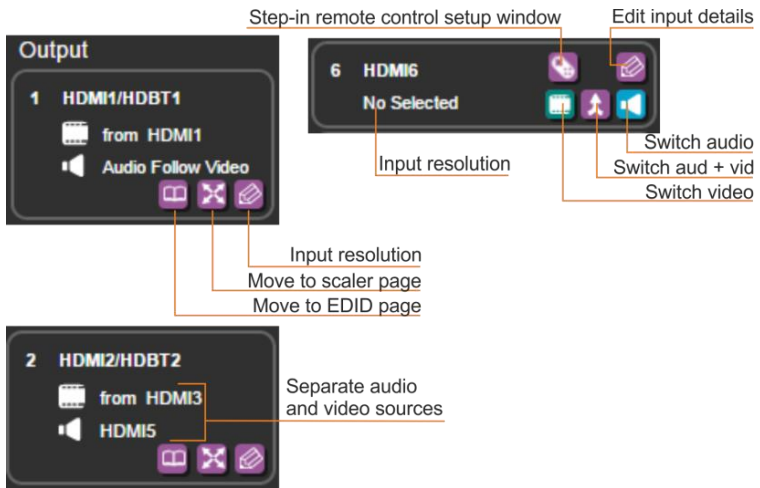 Step-in remote control setup window
Edit input details
Output
1 HDMI1/HDBT1
from HDMI1
Audio Follow Video
6 HDMI6
No Selected
Input resolution
Switch audio
Switch aud + vid
Switch video
Input resolution
Move to scaler page
Move to EDID page
2 HDMI2/HDBT2
from HDMI3
HDMI5
Separate audio
and video sources